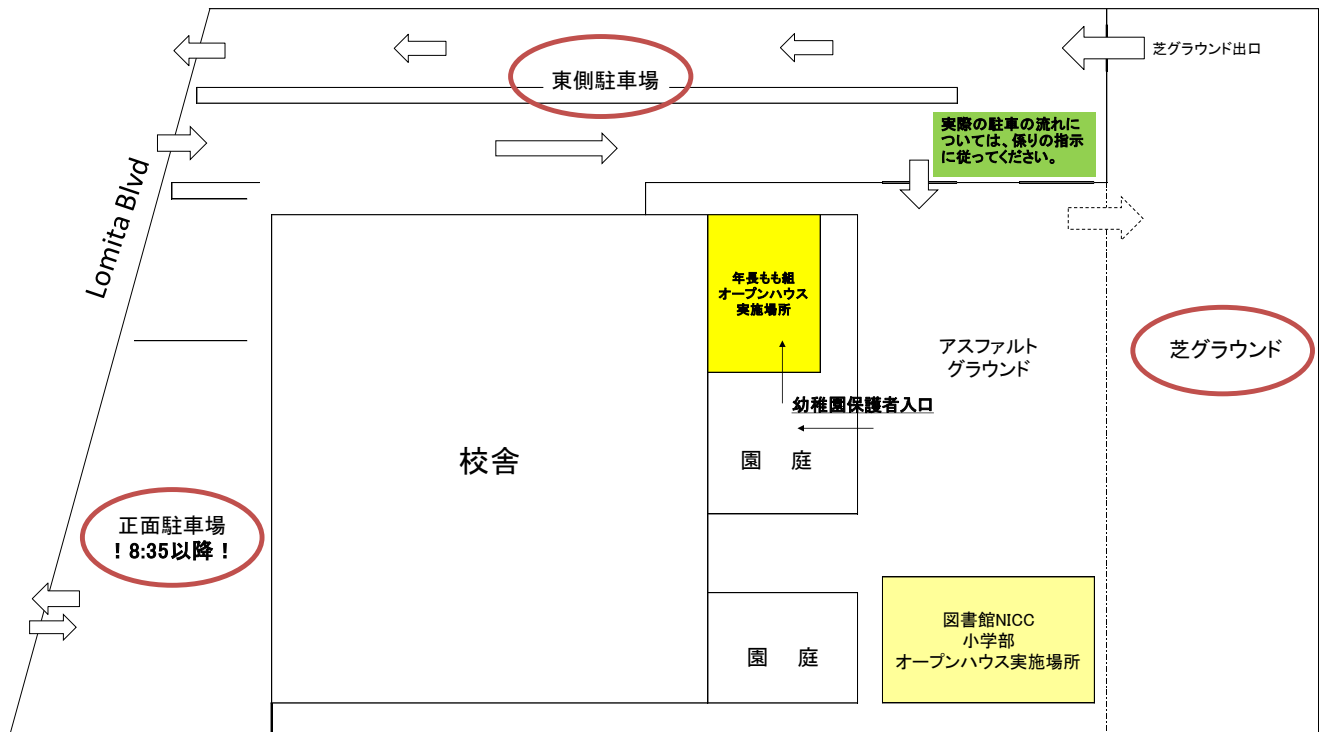 芝グラウンド出口
東側駐車場
実際の駐車の流れに
ついては、係りの指示
に従ってください。
Lomita Blvd
年長もも組
オープンハウス
実施場所
アスファルト
グラウンド
芝グラウンド
幼稚園保護者入口
校舎
園　庭
正面駐車場
！8:35以降！
図書館NICC
小学部
オープンハウス実施場所
園　庭